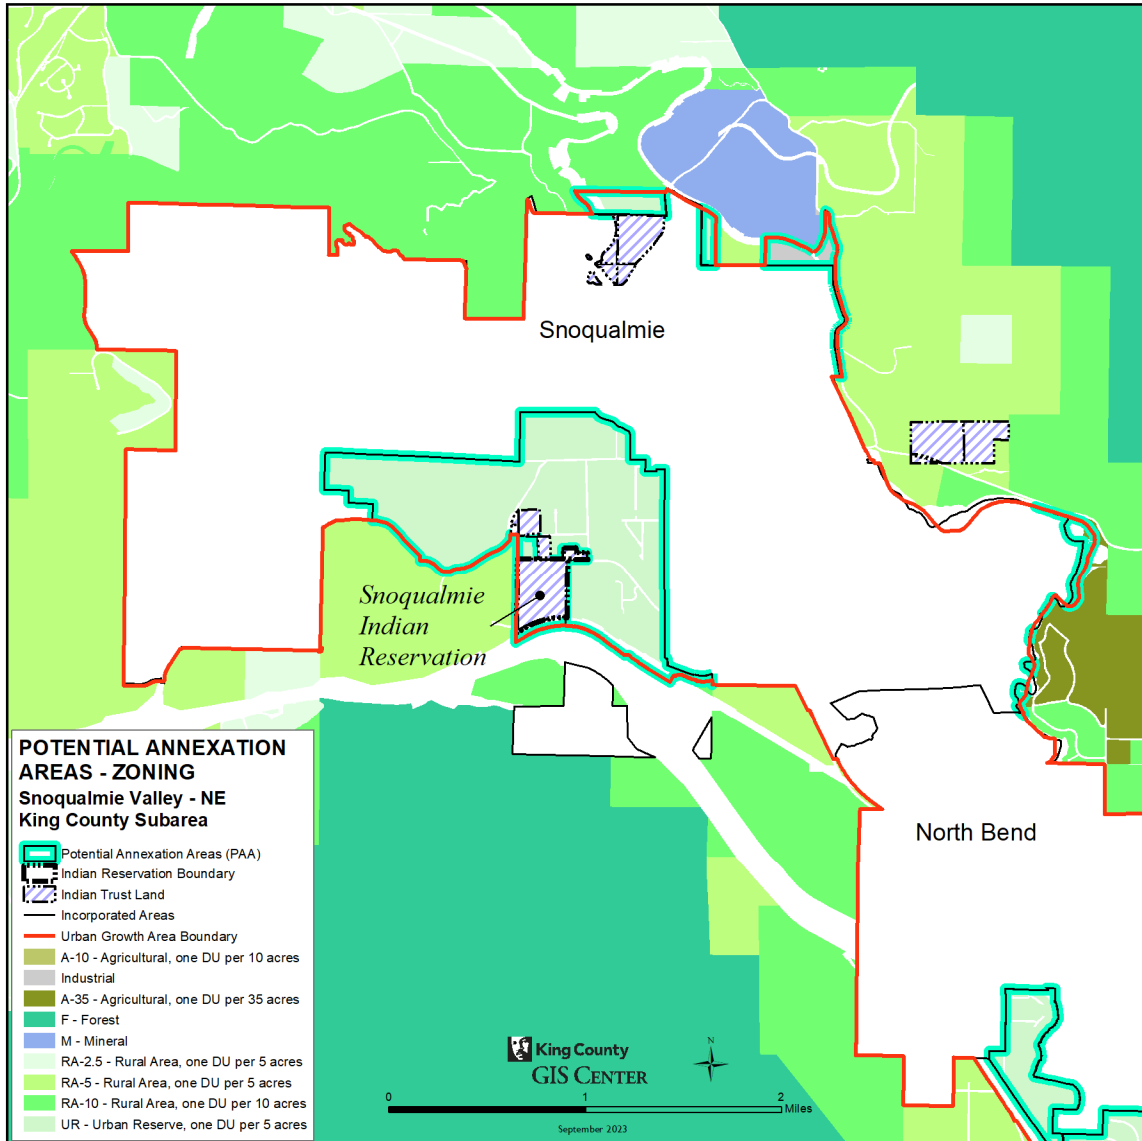 Snoqualmie
Snoqualmie
Indian
Reservation
North Bend
POTENTIAL ANNEXATION
AREAS - ZONING
Snoqualmie Valley - NE
King County Subarea
Potential Annexation Areas (PAA)
Indian Reservation Boundary
Indian Trust Land
Incorporated Areas
Urban Growth Area Boundary
A-10 - Agricultural, one DU per 10 acres
Industrial
A-35 - Agricultural, one DU per 35 acres
F - Forest
M - Mineral
RA-2.5 - Rural Area, one DU per 5 acres
RA-5 - Rural Area, one DU per 5 acres
RA-10 - Rural Area, one DU per 10 acres
UR - Urban Reserve, one DU per 5 acres
King County
GIS CENTER
N
0 1 2
Miles
September 2023